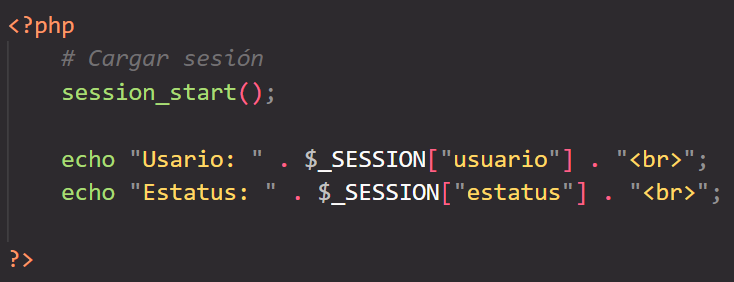 <?php
# Cargar sesión
session_start();
echo "Usario: " . $_SESSION["usuario"] . "<br>";
echo "Estatus: " . $_SESSION["estatus"] . "<br>";
?>